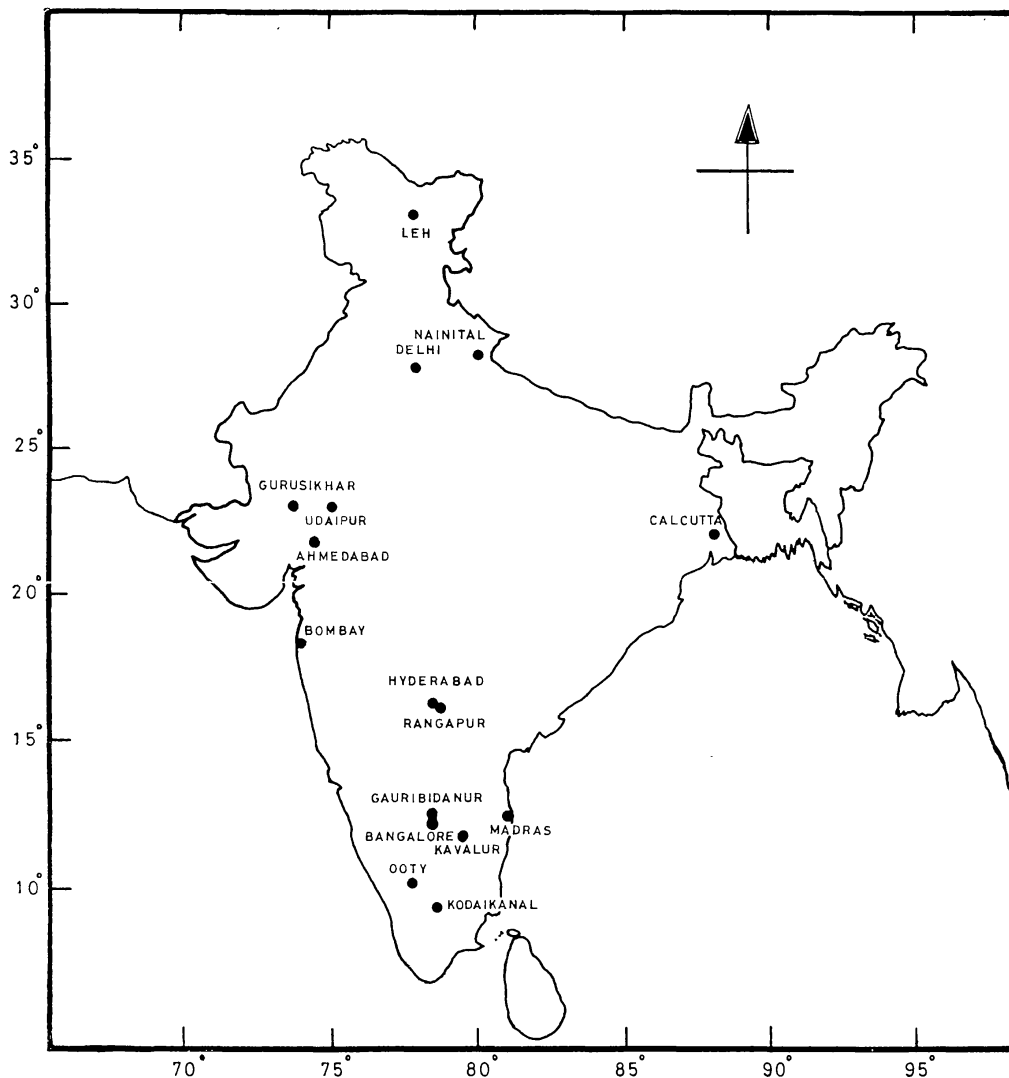 35°
LEH
30°
NAINITAL
DELHI
25°
GURUSIKHAR
UDAIPUR
CALCUTTA
AHMEDABAD
20°
BOMBAY
HYDERABAD
RANGAPUR
15°
GAURIBIDANUR
BANGALORE
MADRAS
KAVALUR
OOTY
10°
KODAIKANAL
70° 75° 80° 85° 90° 95°